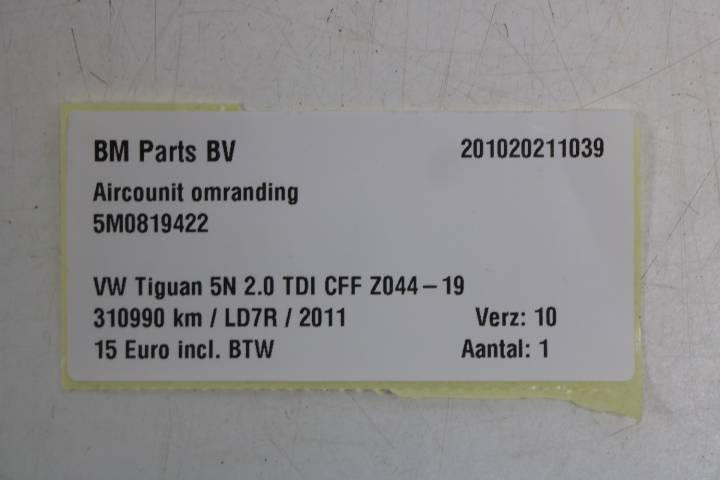 BM Parts BV 201020211039
Aircounit omranding
5M0819422
VW Tiguan 5N 2.0 TDI CFF Z044-19
310990 km / LD7R / 2011 Verz: 10
15 Euro incl. BTW Aantal: 1